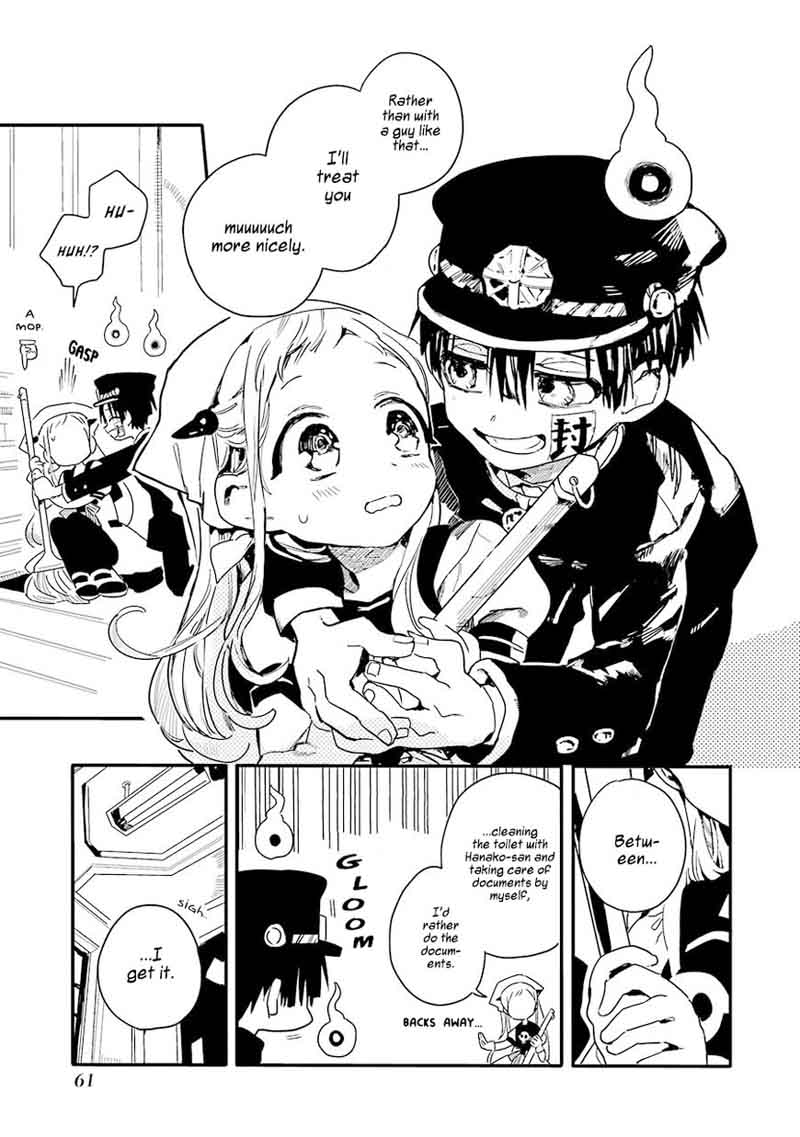 Rather
than with
a guy like
that...
I'll
treat
you
muuuuuch
more nicely.
封
HU-
HUH!?
A
MOP.
GASP
Betw-
een...
...cleaning
the toilet with
Hanako-san and
taking care of
documents by
myself,
I'd
rather
do the
docum-
ents.
GLOOM
BACKS AWAY...
SIGH.
...I
get it.
61